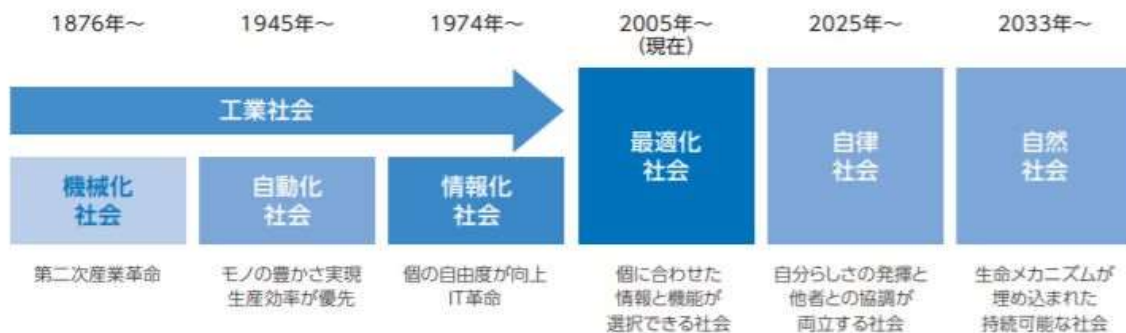 1876年～
1945年～
1974年～
2005年～
(現在)
2025年～
2033年～
工業社会
機械化
社会
自動化
社会
情報化
社会
最適化
社会
自律
社会
自然
社会
第二次産業革命
モノの豊かさ実現
生産効率が優先
個の自由度が向上
IT革命
個に合わせた
情報と機能が
選択できる社会
自分らしさの発揮と
他者との協調が
両立する社会
生命メカニズムが
埋め込まれた
持続可能な社会